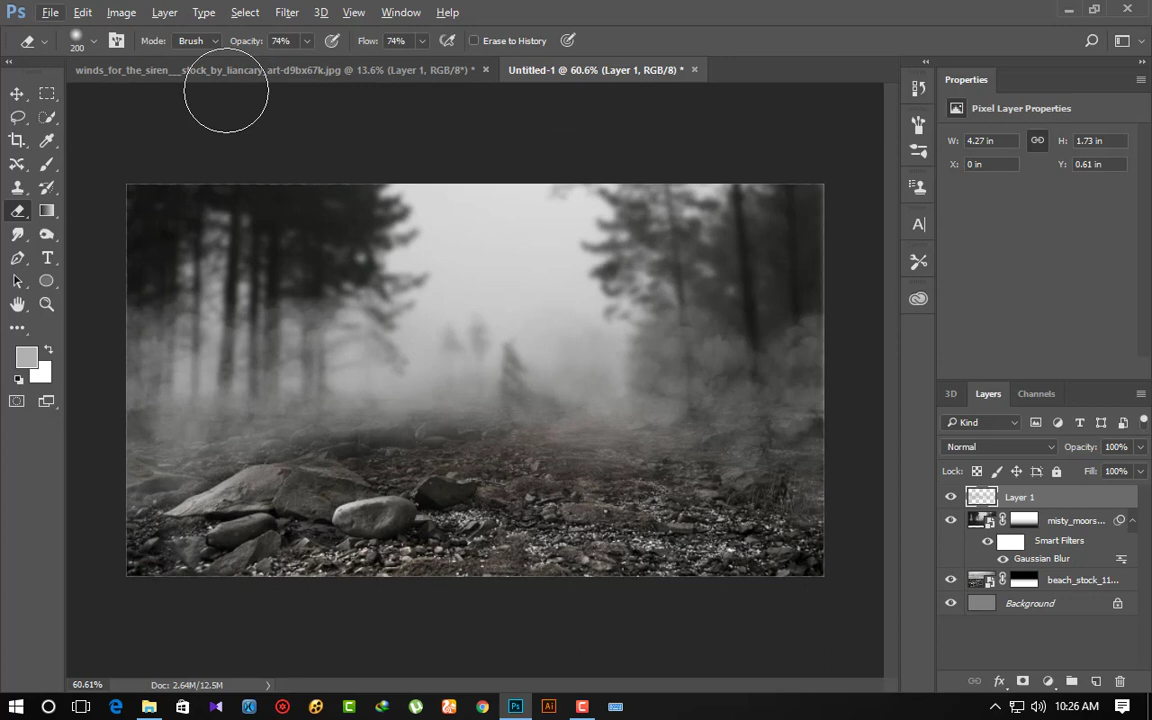 Ps File Edit Image Layer Type Select Filter 3D View Window Help
200 Mode: Brush Opacity: 74% Flow: 74% Erase to History
winds_for_the_siren___stock_by_liancary_art-d9bx67k.jpg @ 13.6% (Layer 1, RGB/8*) * × Untitled-1 @ 60.6% (Layer 1, RGB/8) * ×
Properties
Pixel Layer Properties
W: 4.27 in H: 1.73 in
X: 0 in Y: 0.61 in
3D Layers Channels
Kind
Normal Opacity: 100%
Lock: Fill: 100%
Layer 1
misty_moors...
Smart Filters
Gaussian Blur
beach_stock_11...
Background
60.61% Doc: 2.64M/12.5M
10:26 AM